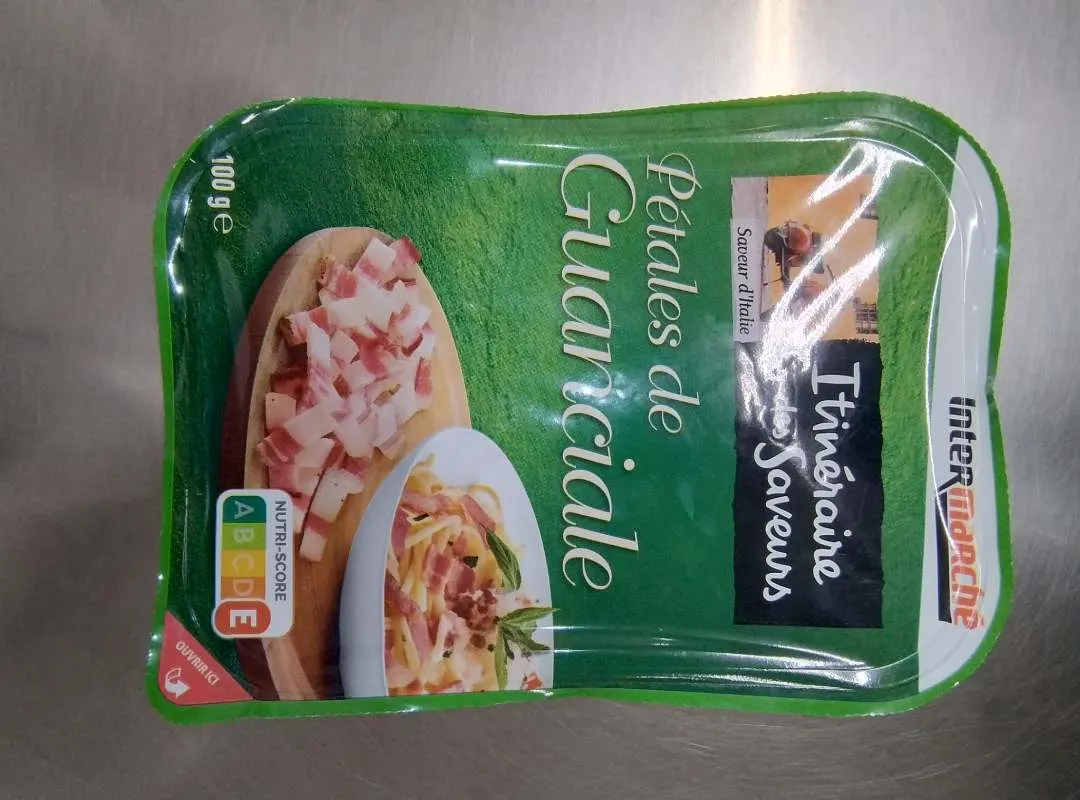 InterMarché
Itinéraire
des Saveurs
Saveur d'Italie
Pétales de
Guanciale
NUTRI-SCORE
A B C D E
100 g e
OUVRIR ICI